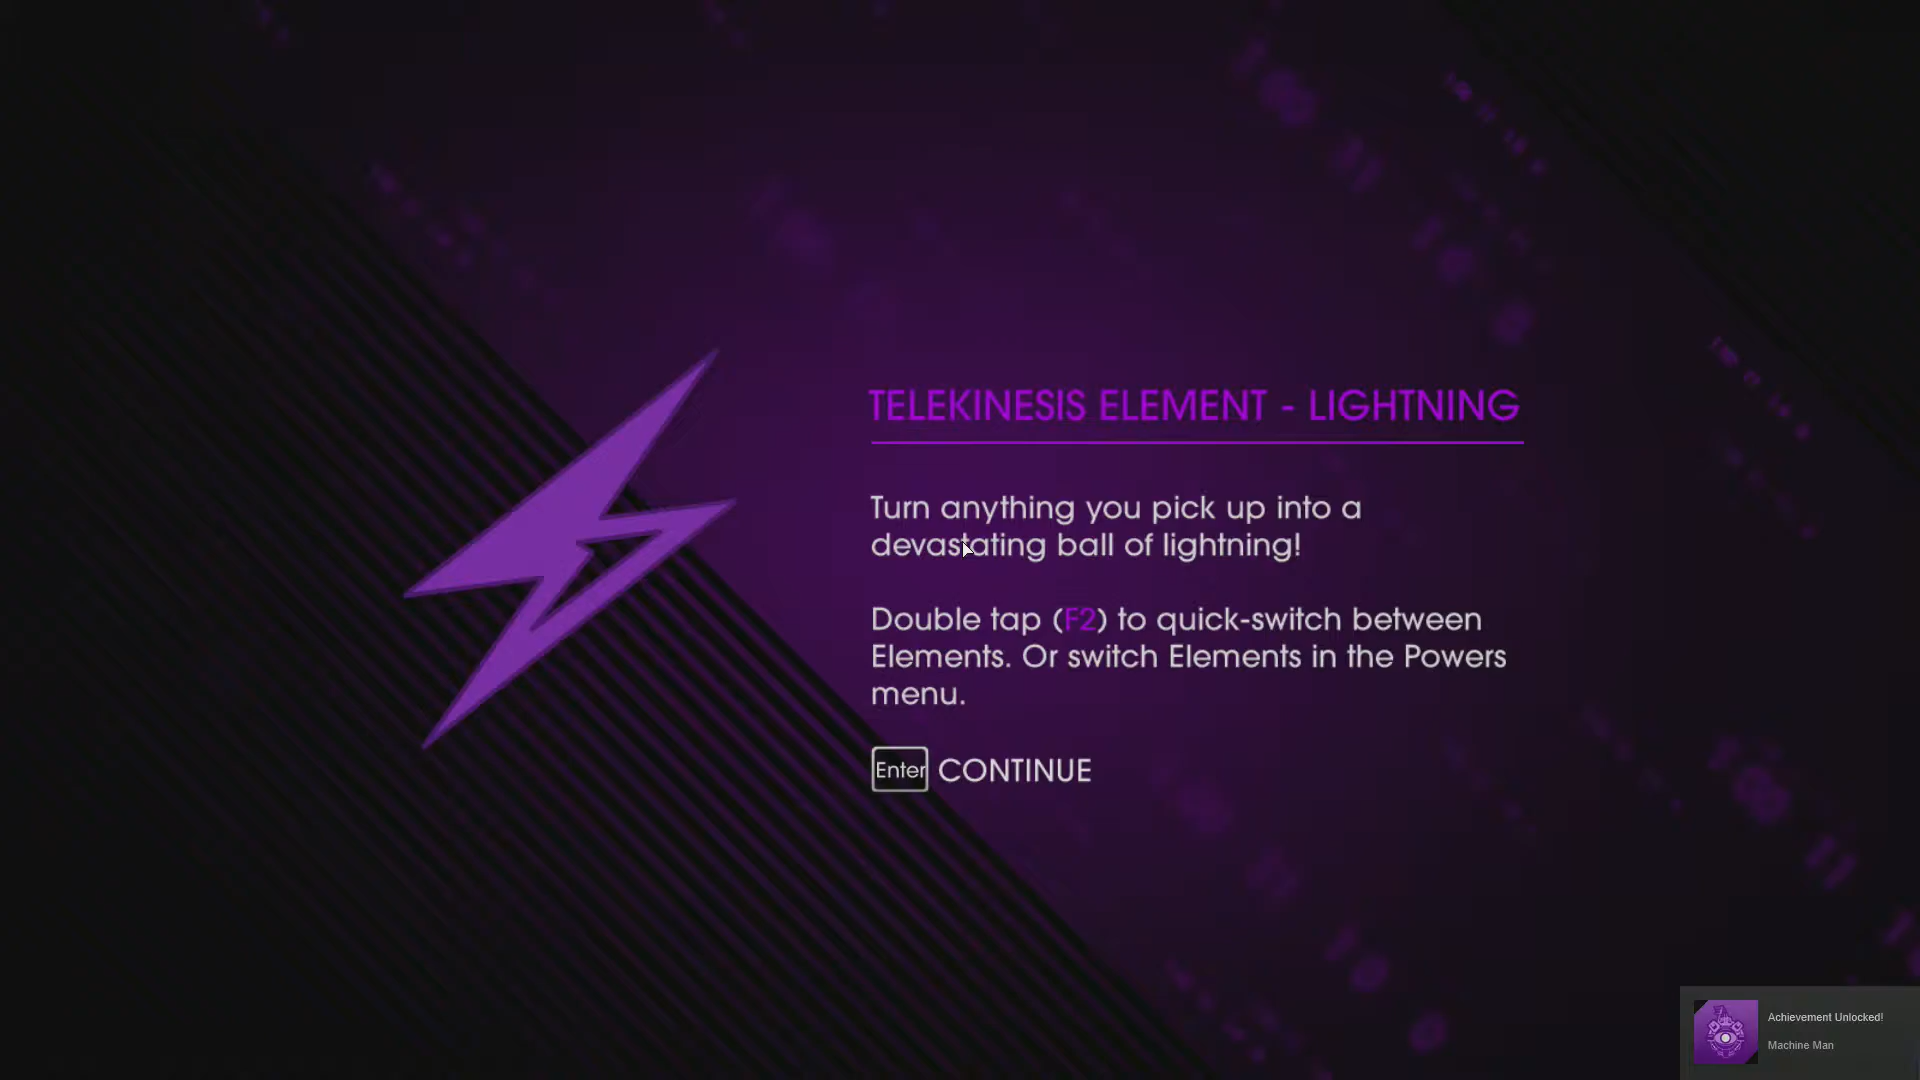 TELEKINESIS ELEMENT - LIGHTNING
Turn anything you pick up into a
devastating ball of lightning!
Double tap (F2) to quick-switch between
Elements. Or switch Elements in the Powers
menu.
Enter CONTINUE
Achievement Unlocked!
Machine Man